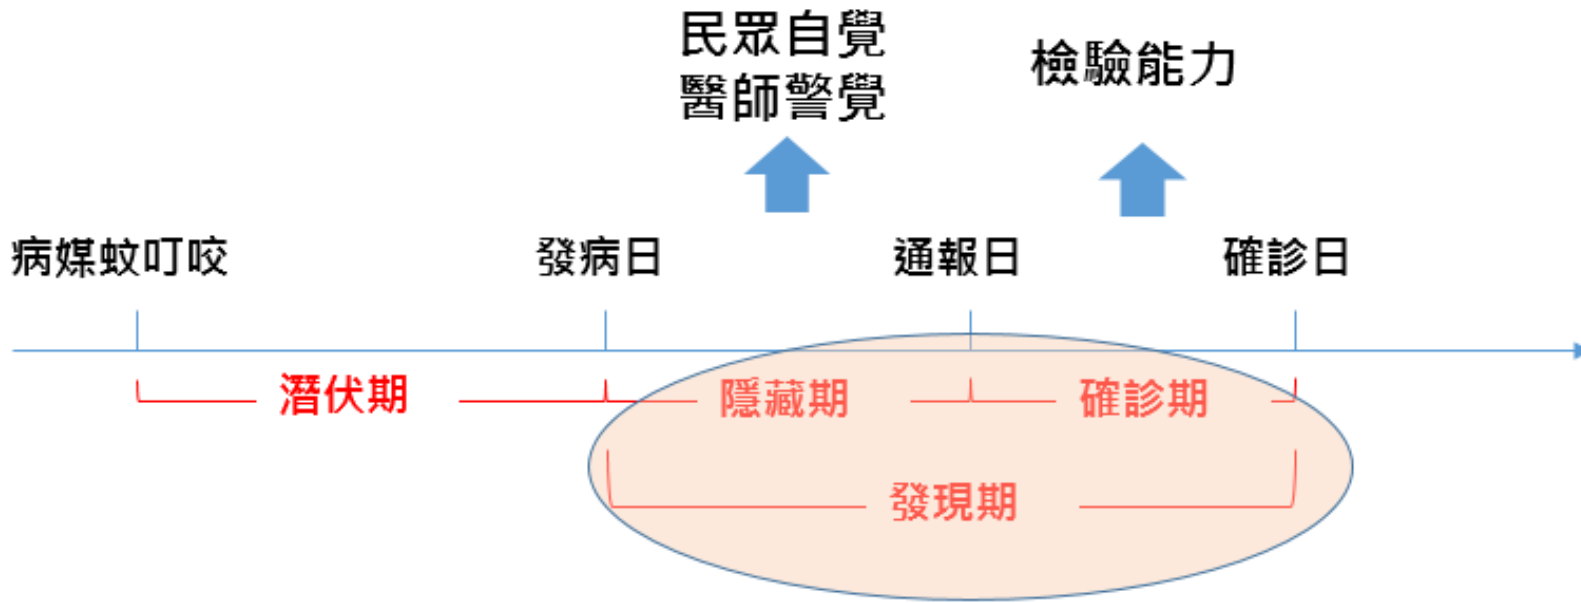 民眾自覺
醫師警覺
檢驗能力
病媒蚊叮咬
發病日
通報日
確診日
潛伏期
隱藏期
確診期
發現期